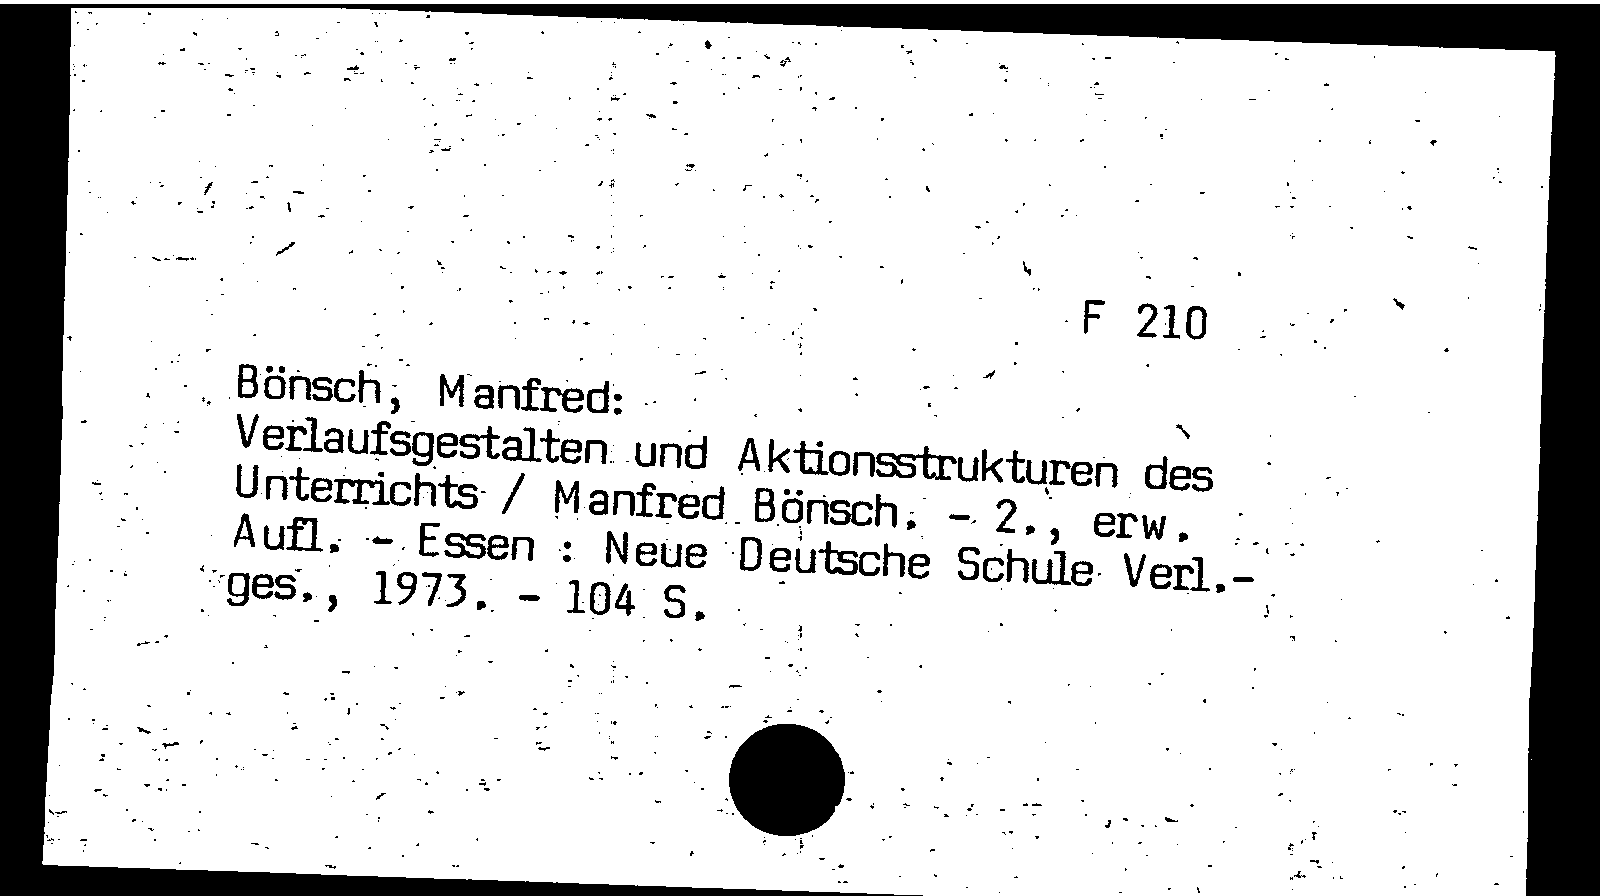 F 210
Bönsch, Manfred:
Verlaufsgestalten und Aktionsstrukturen des
Unterrichts / Manfred Bönsch. - 2., erw.
Aufl. - Essen : Neue Deutsche Schule Verl.-
ges., 1973. - 104 S.